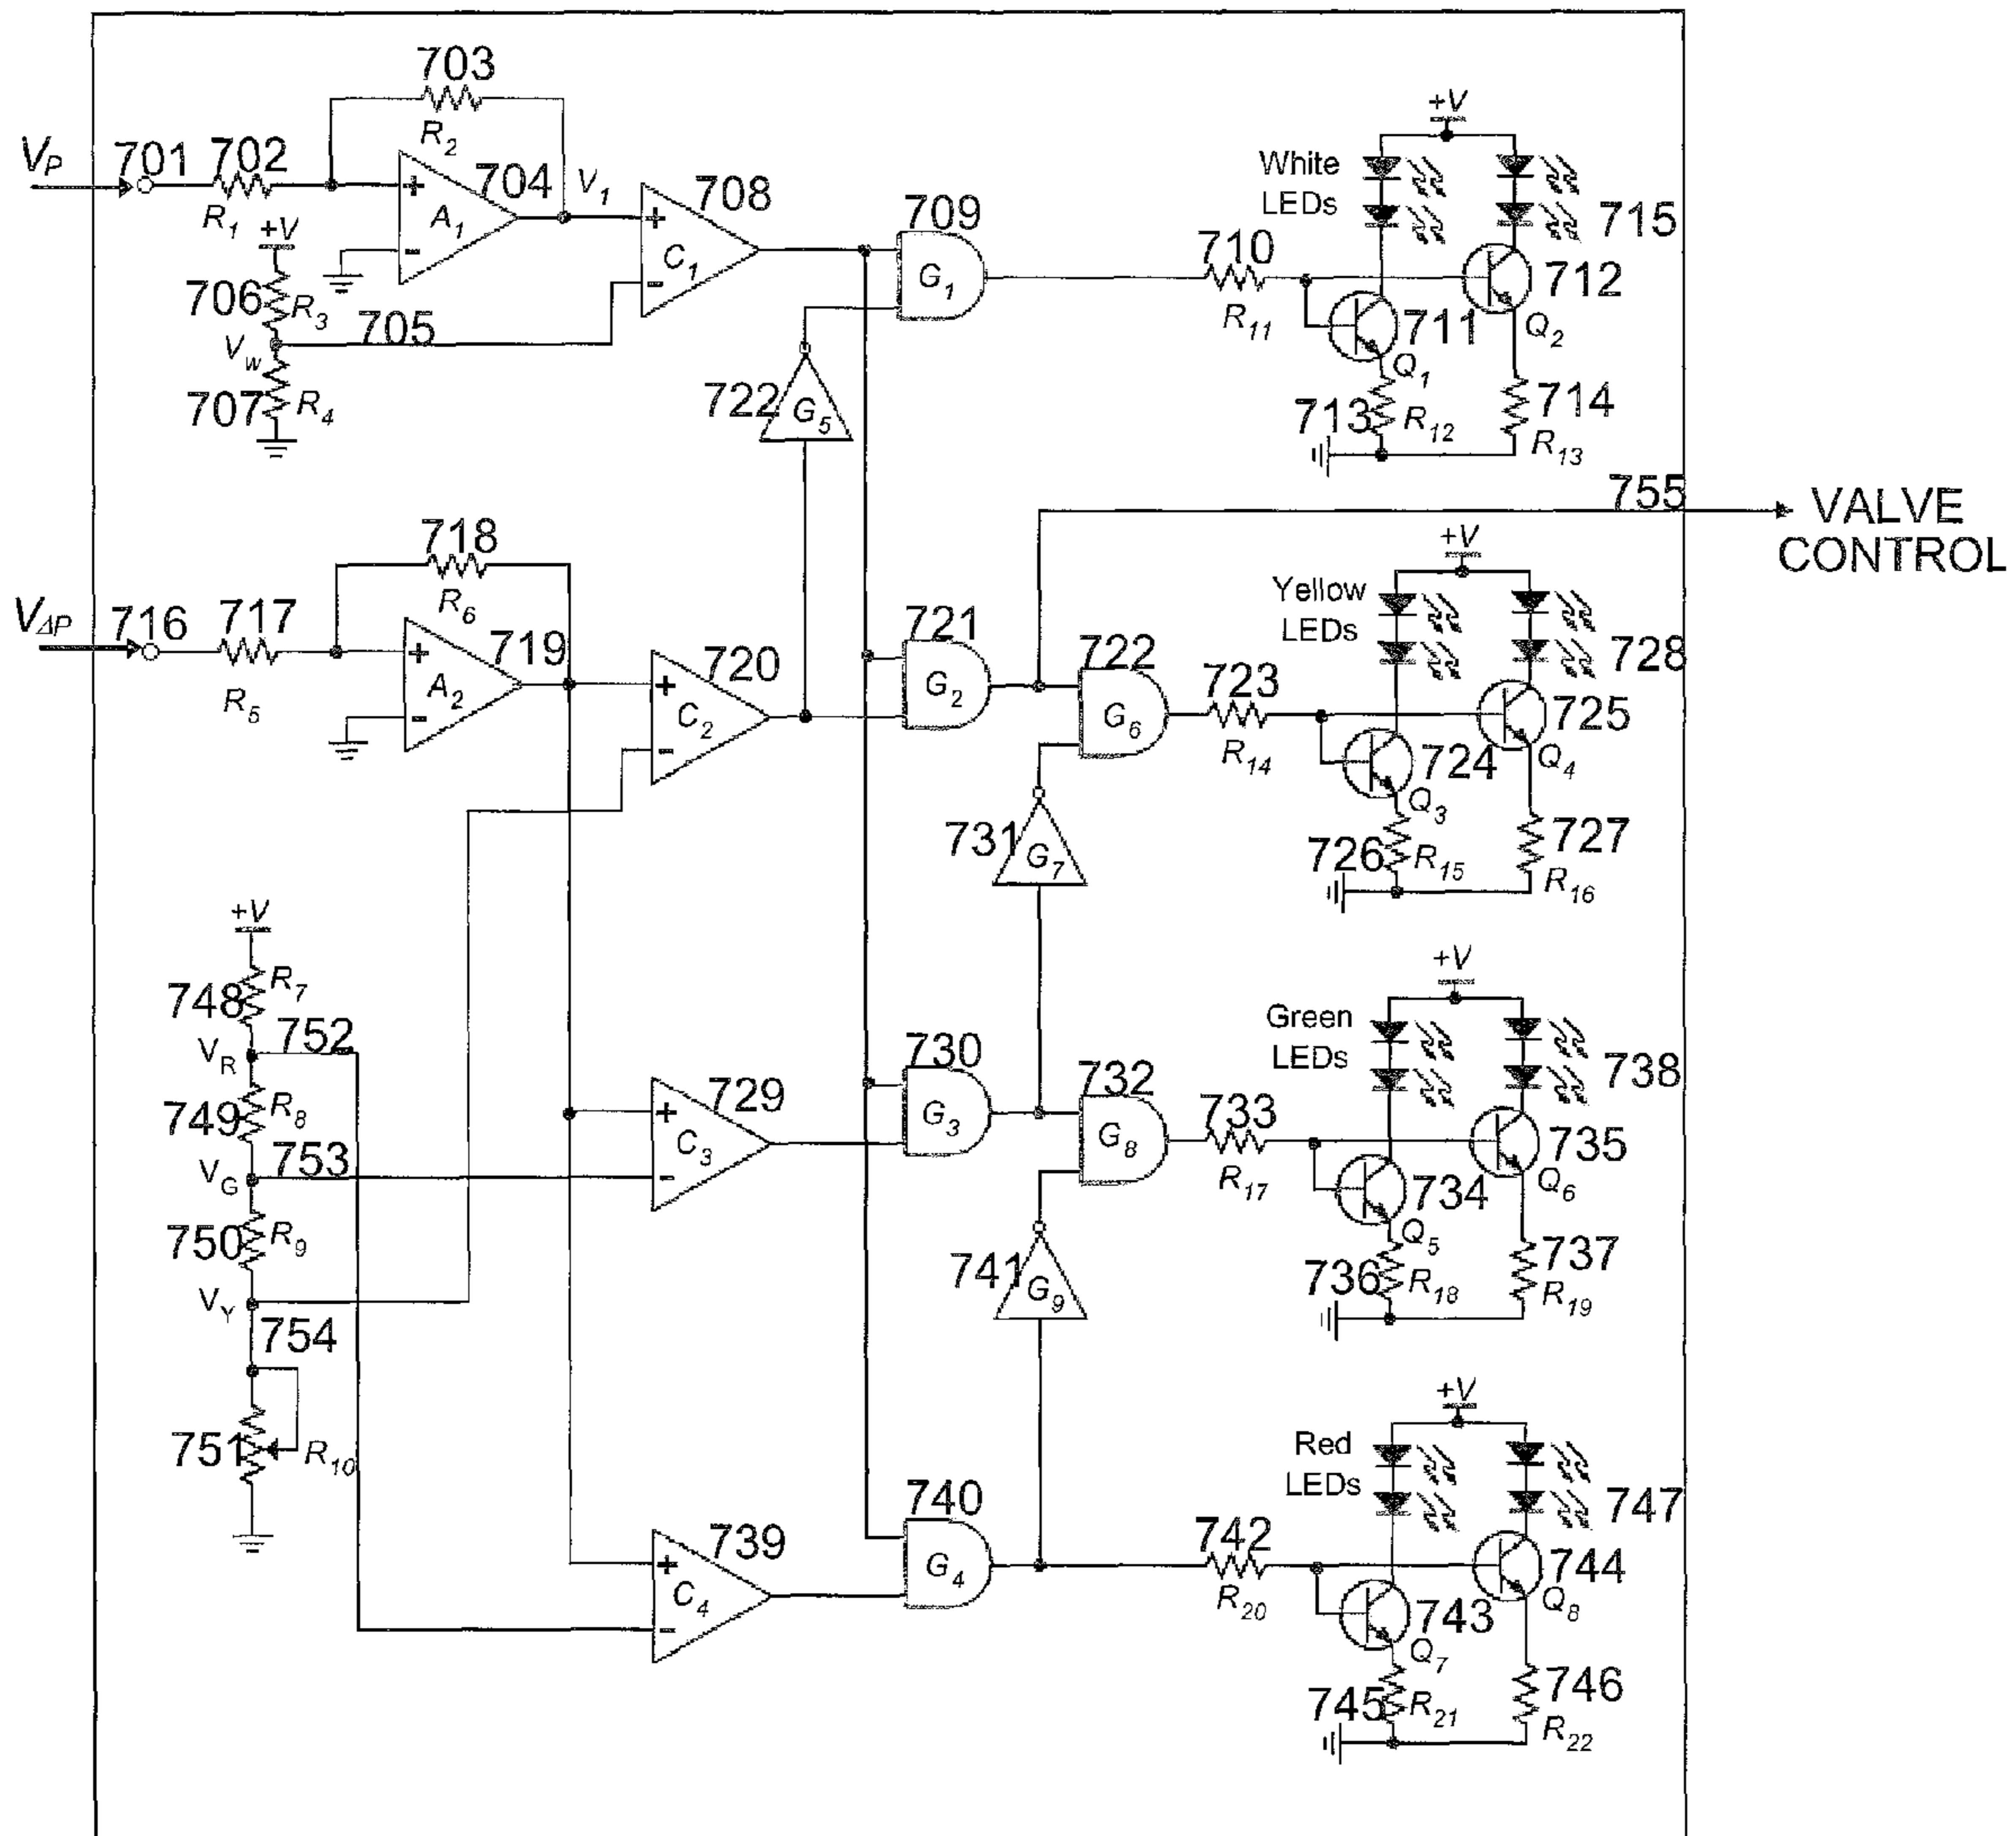 703
R2
VP
701
702
R1
+
A1
-
704
V1
+V
706
R3
705
VW
707
R4
+
C1
-
708
709
G1
722
G5
710
R11
+V
White
LEDs
715
712
Q2
711
Q1
713
R12
714
R13
755
VALVE
CONTROL
718
R6
VΔP
716
717
R5
+
A2
-
719
+
C2
-
720
721
G2
722
G6
723
R14
+V
Yellow
LEDs
728
725
Q4
724
Q3
726
R15
727
R16
731
G7
+V
748
R7
VR
752
749
R8
VG
753
750
R9
VY
754
751
R10
+
C3
-
729
730
G3
732
G8
733
R17
+V
Green
LEDs
738
735
Q6
734
Q5
736
R18
737
R19
741
G9
+
C4
-
739
740
G4
742
R20
+V
Red
LEDs
747
744
Q8
743
Q7
745
R21
746
R22